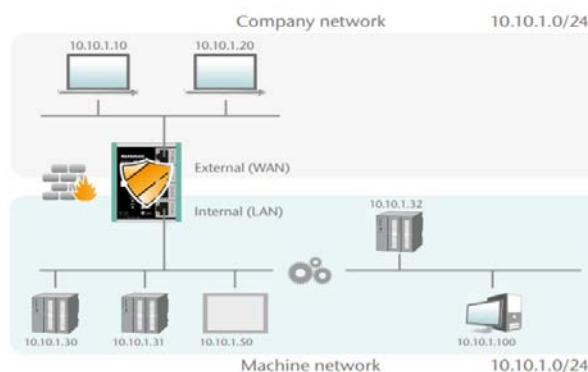 Company network 10.10.1.0/24
10.10.1.10 10.10.1.20
External (WAN)
Internal (LAN)
10.10.1.32
10.10.1.30 10.10.1.31 10.10.1.50 10.10.1.100
Machine network 10.10.1.0/24